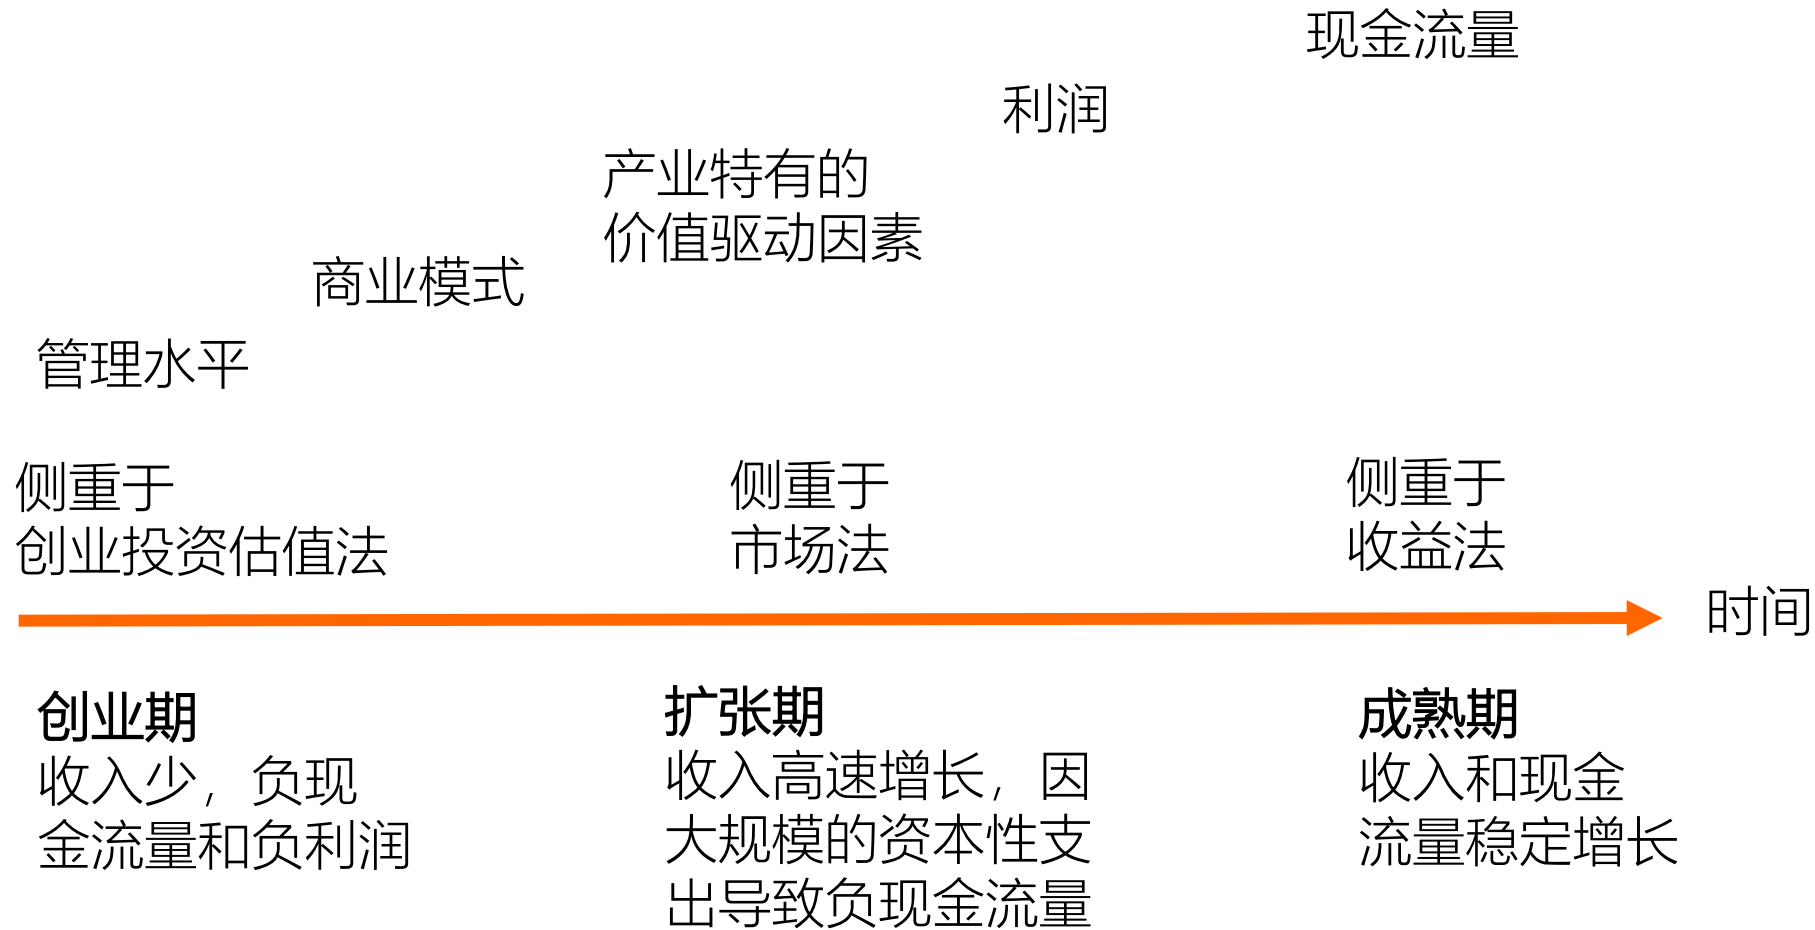 现金流量
利润
产业特有的
价值驱动因素
商业模式
管理水平
侧重于
创业投资估值法
侧重于
市场法
侧重于
收益法
时间
创业期
收入少，负现
金流量和负利润
扩张期
收入高速增长，因
大规模的资本性支
出导致负现金流量
成熟期
收入和现金
流量稳定增长